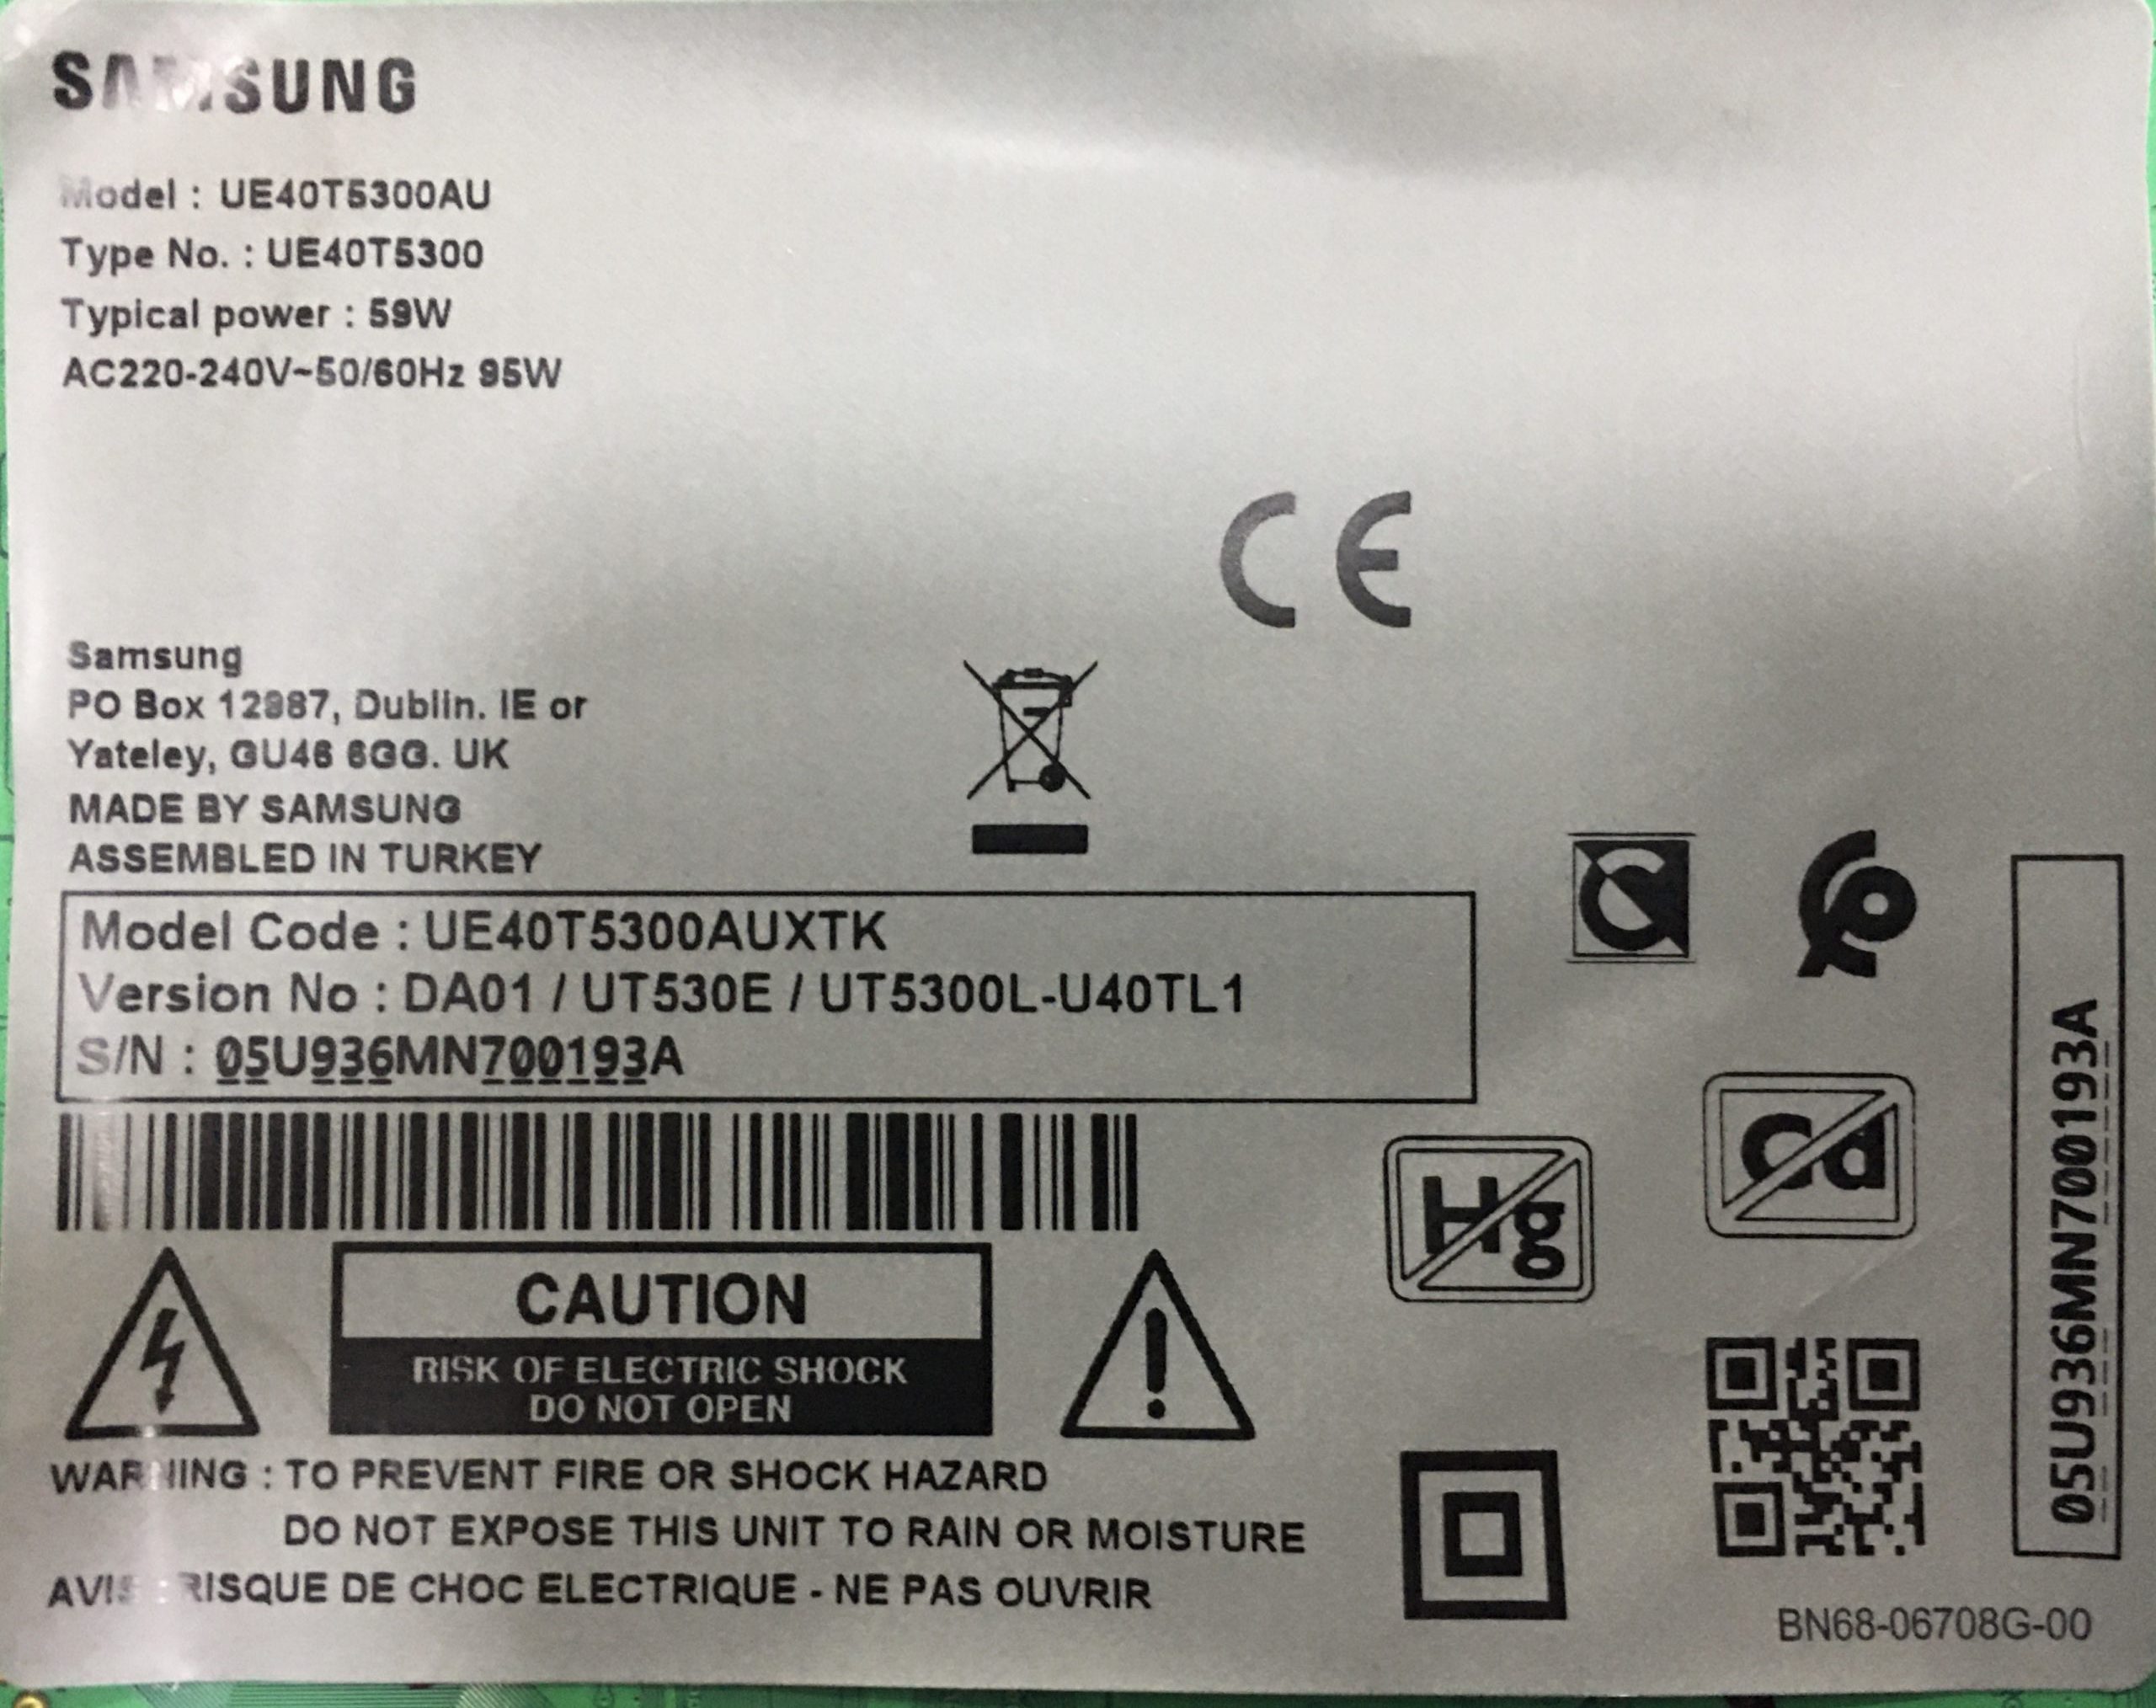 SAMSUNG
Model : UE40T5300AU
Type No. : UE40T5300
Typical power : 59W
AC220-240V~50/60Hz 95W
CE
Samsung
PO Box 12987, Dublin. IE or
Yateley, GU46 6GG. UK
MADE BY SAMSUNG
ASSEMBLED IN TURKEY
Model Code : UE40T5300AUXTK
Version No : DA01 / UT530E / UT5300L-U40TL1
S/N : 05U936MN700193A
05U936MN700193A
Hg
Cd
CAUTION
RISK OF ELECTRIC SHOCK
DO NOT OPEN
WARNING : TO PREVENT FIRE OR SHOCK HAZARD
DO NOT EXPOSE THIS UNIT TO RAIN OR MOISTURE
AVIS : RISQUE DE CHOC ELECTRIQUE - NE PAS OUVRIR
BN68-06708G-00